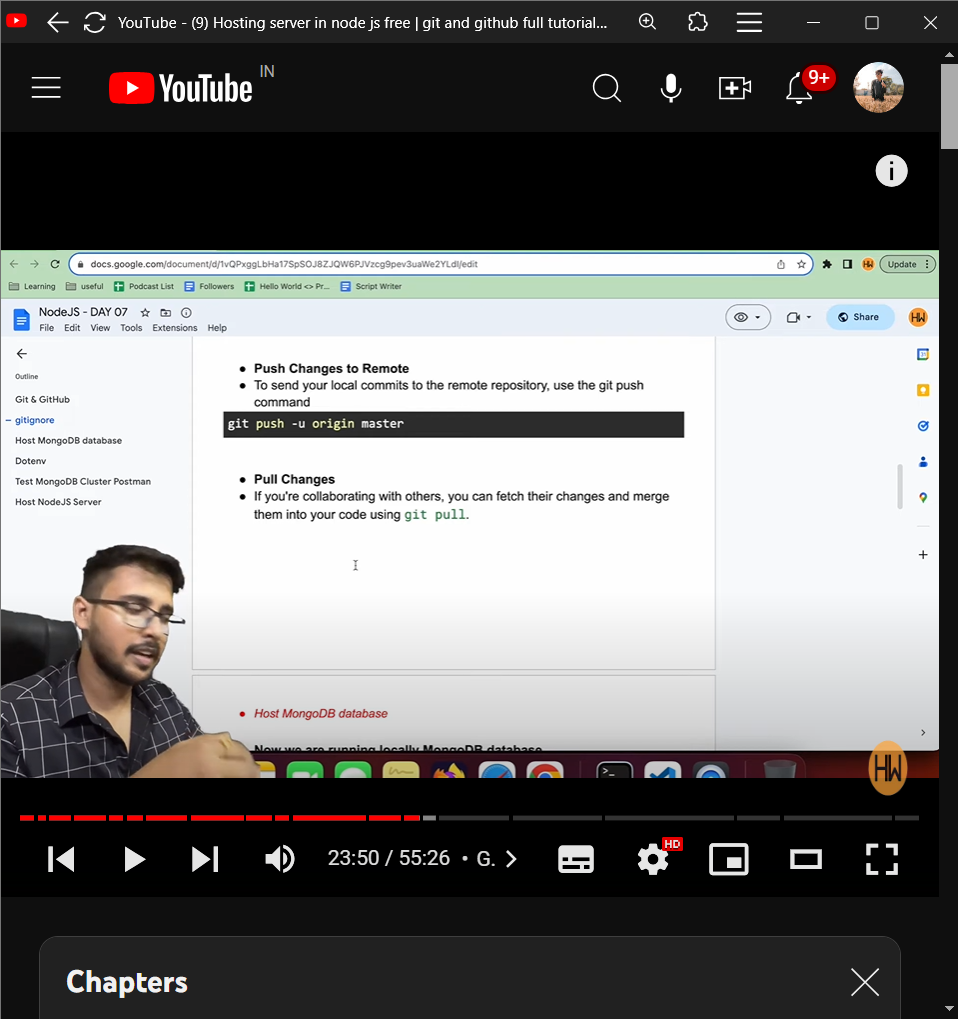 YouTube - (9) Hosting server in node js free | git and github full tutorial...
YouTube IN
9+
docs.google.com/document/d/1vQPxggLbHa17SpSOJ8ZJQW6PJVzcg9pev3uaWe2YLdI/edit
HW Update
Learning useful Podcast List Followers Hello World <> Pr... Script Writer
NodeJS - DAY 07
File Edit View Tools Extensions Help
Share
HW
Outline
Git & GitHub
gitignore
Host MongoDB database
Dotenv
Test MongoDB Cluster Postman
Host NodeJS Server
● Push Changes to Remote
● To send your local commits to the remote repository, use the git push
command
git push -u origin master
● Pull Changes
● If you're collaborating with others, you can fetch their changes and merge
them into your code using git pull.
● Host MongoDB database
Now we are running locally MongoDB database
HW
23:50 / 55:26 • G.
HD
Chapters